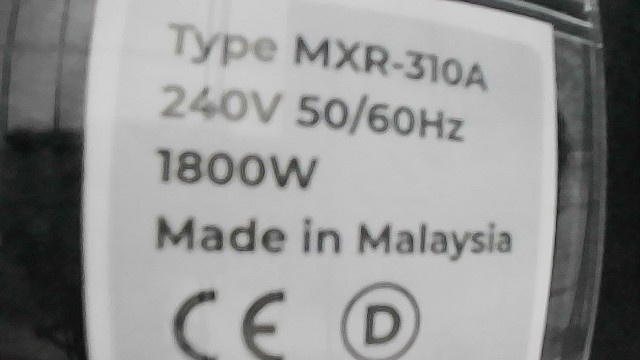 Type MXR-310A
240V 50/60Hz
1800W
Made in Malaysia
CE D